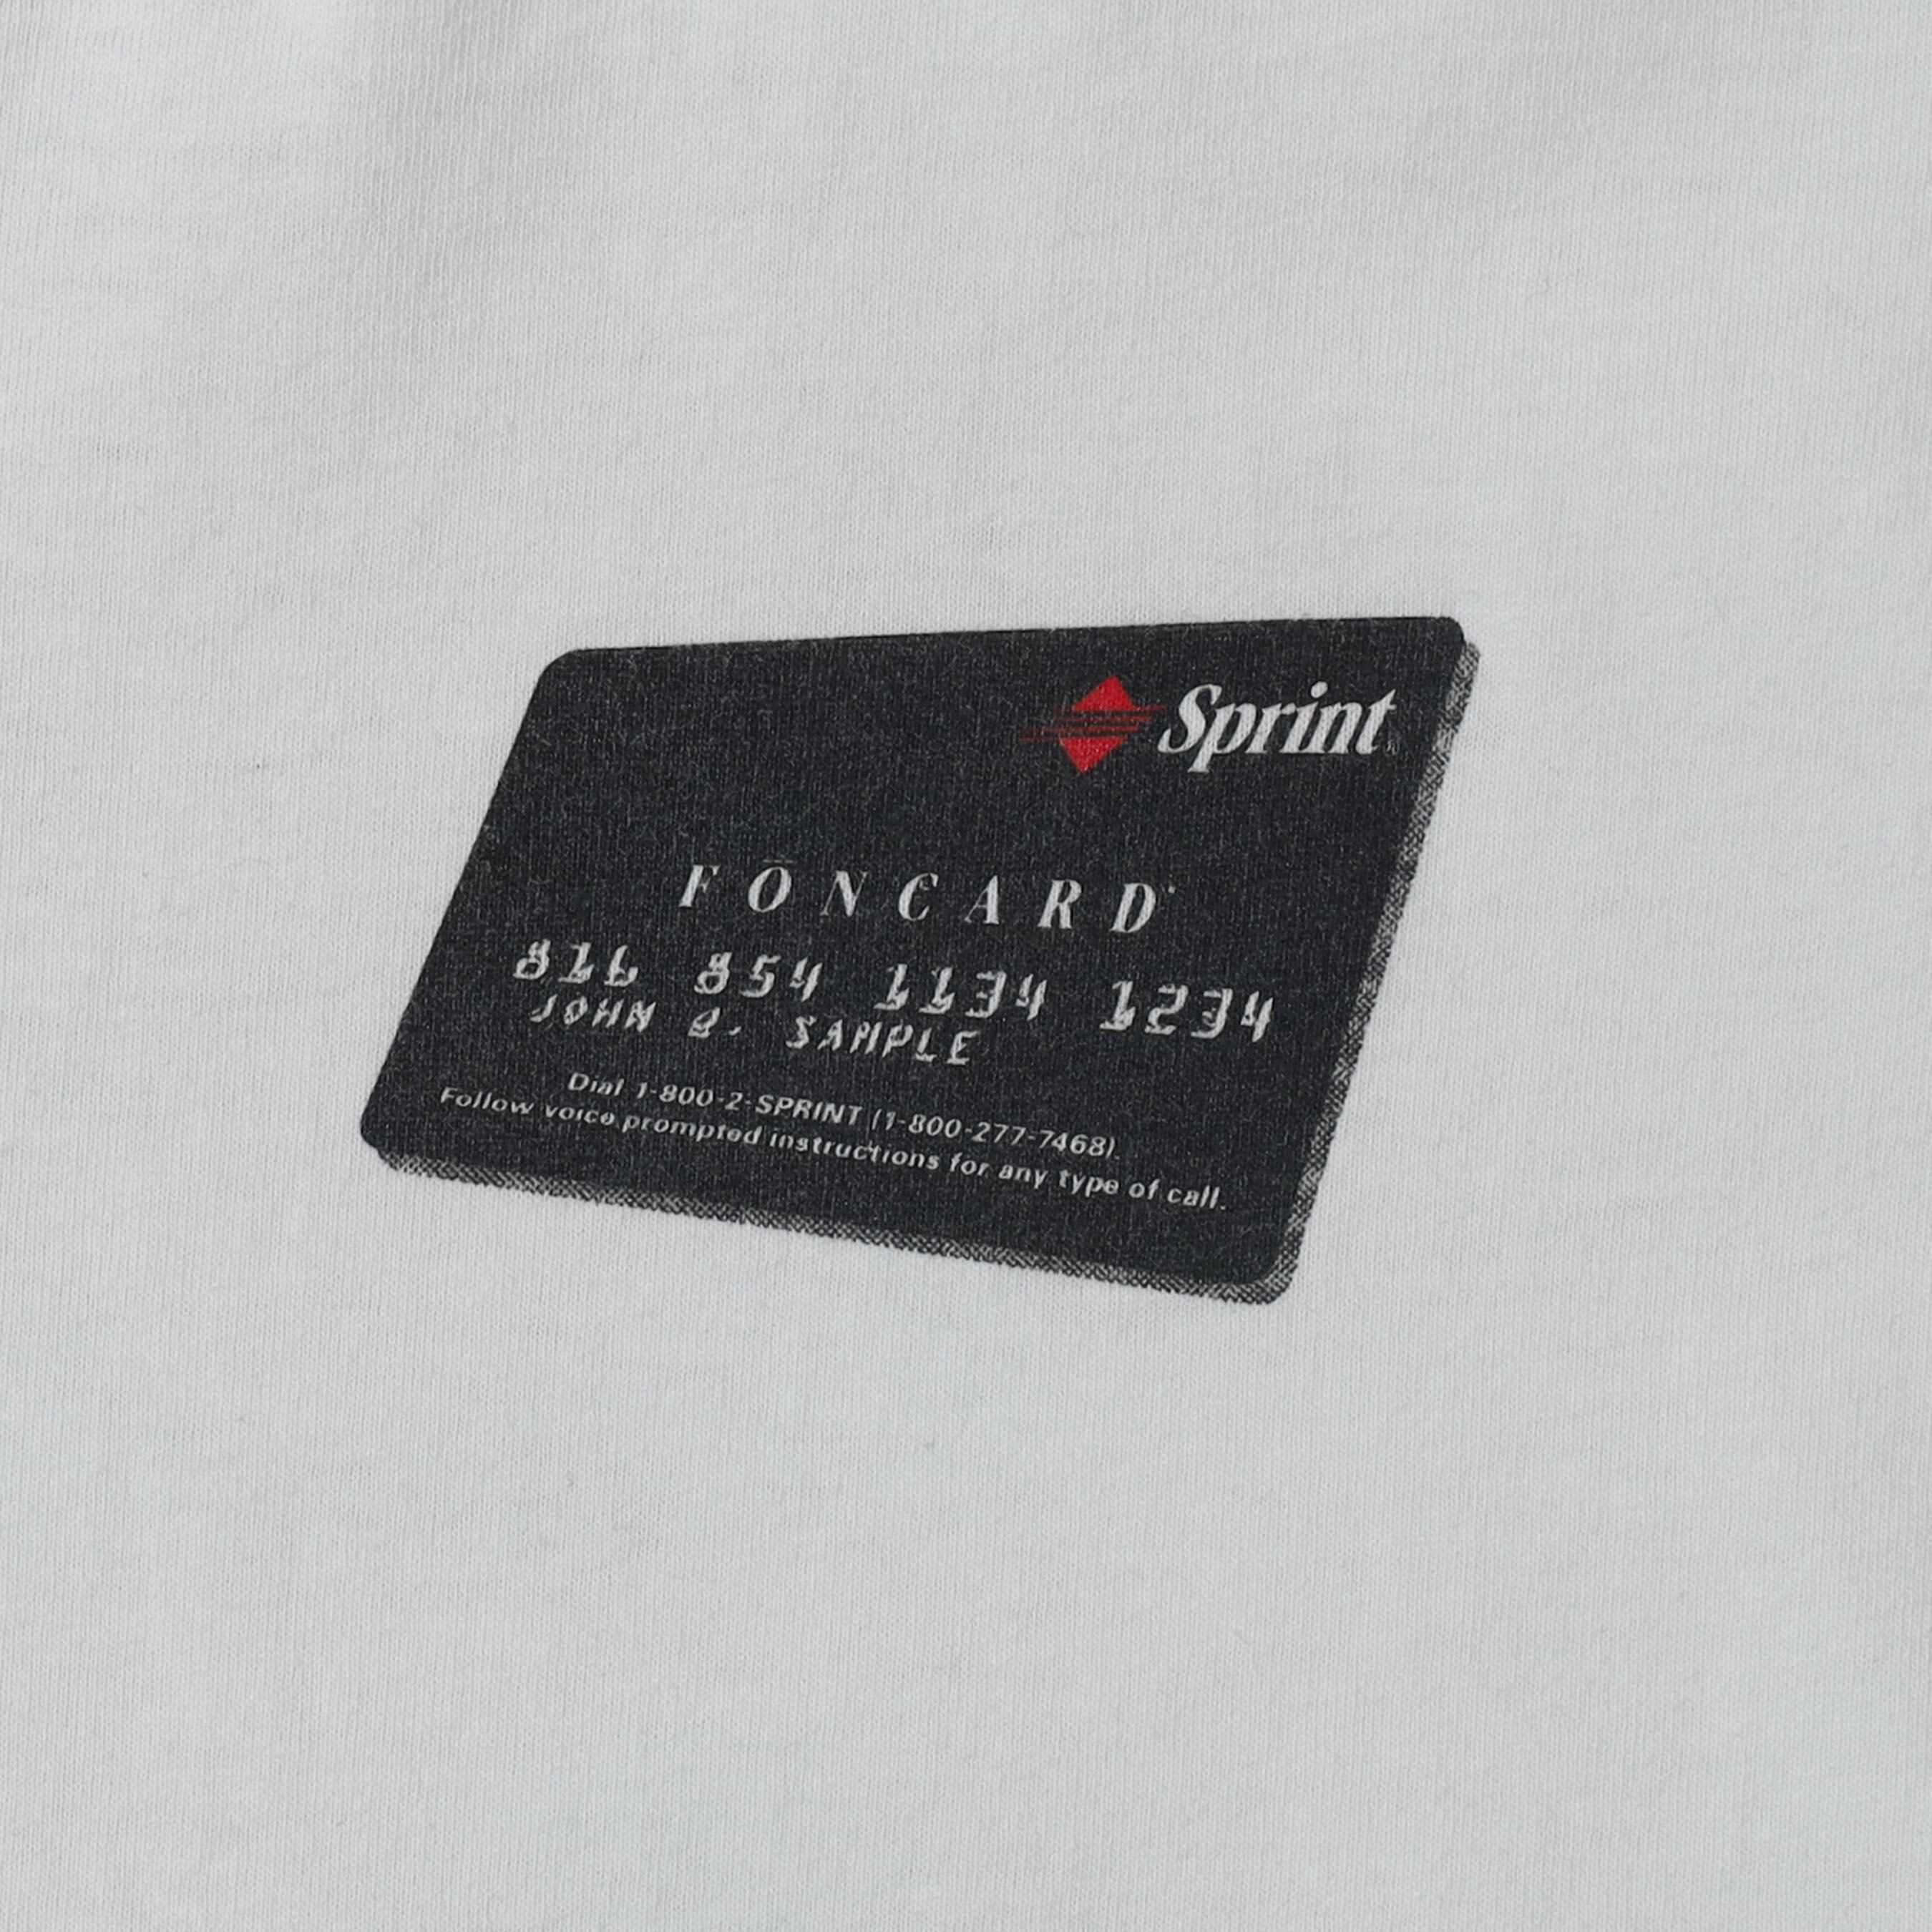 Sprint
FŌNCARD
816 854 1134 1234
JOHN Q. SAMPLE
Dial 1-800-2-SPRINT (1-800-277-7468).
Follow voice prompted instructions for any type of call.